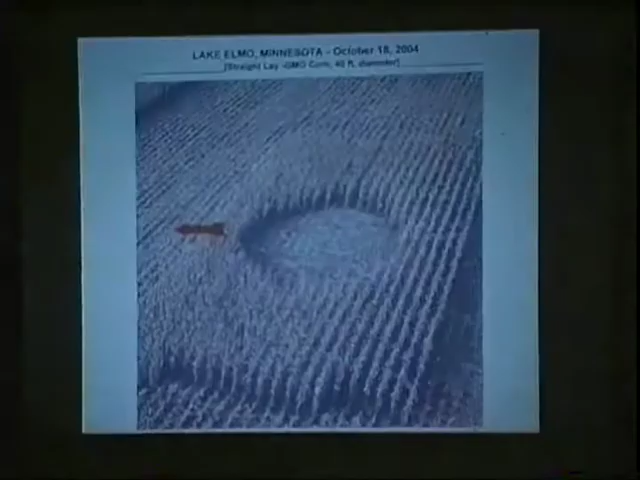 LAKE ELMO, MINNESOTA - October 18, 2004
[Straight Lay -GMO Corn, 40 ft. diameter]